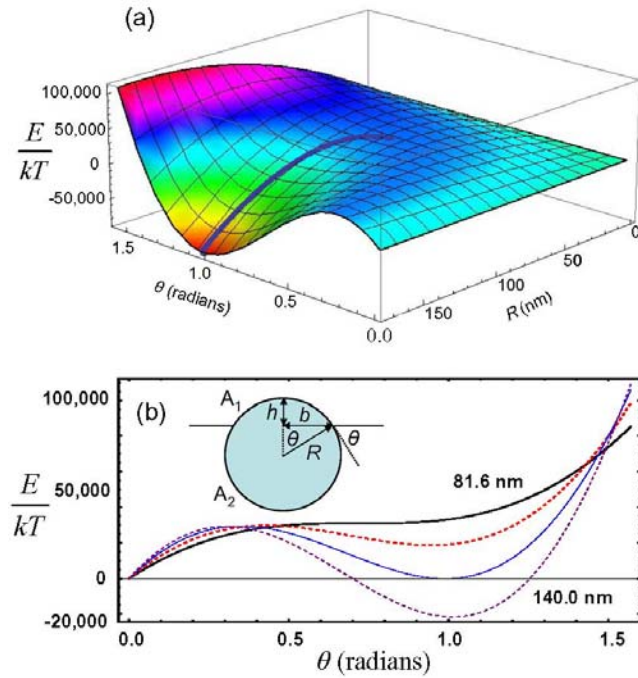 (a)
100,000
50,000
0
-50,000
E
kT
1.5
1.0
0.5
0.0
θ (radians)
150
100
50
0
R (nm)
(b)
100,000
50,000
0
-20,000
E
kT
A1
h
b
θ
R
θ
A2
81.6 nm
140.0 nm
0.0
0.5
1.0
1.5
θ (radians)